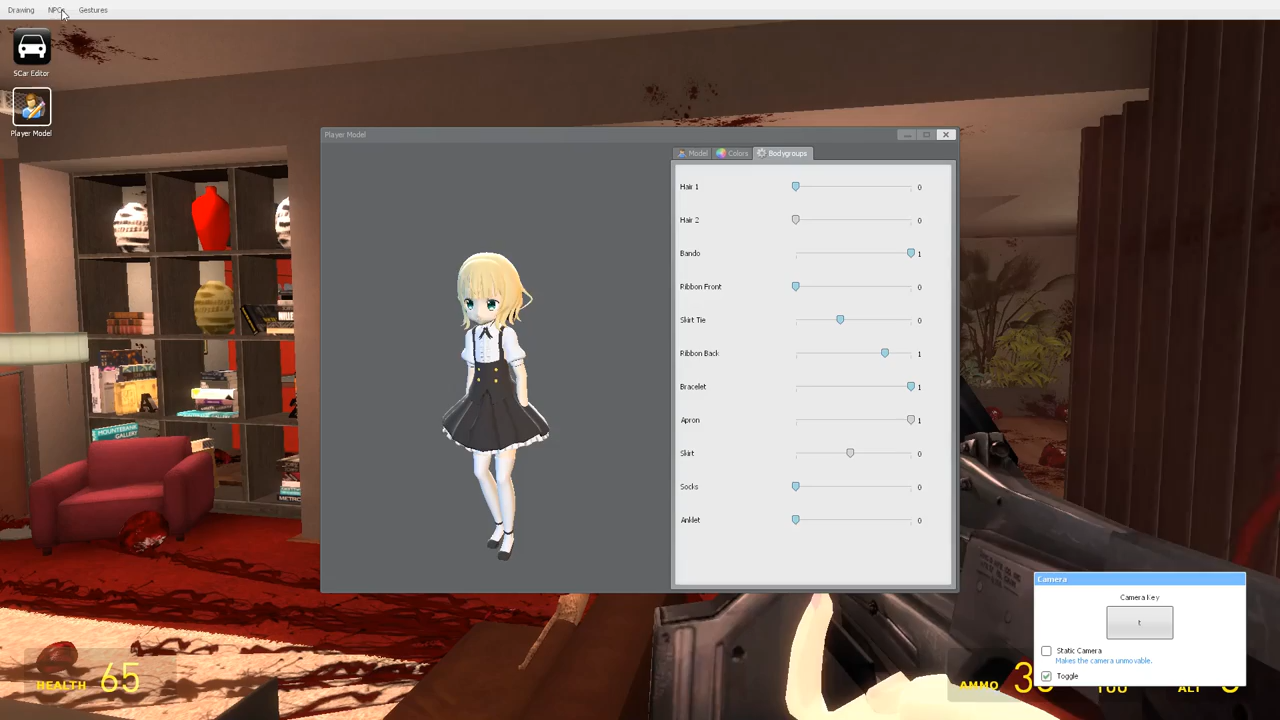 Drawing NPCs Gestures
SCar Editor
Player Model
Player Model
Model Colors Bodygroups
Hair 1 0
Hair 2 0
Bando 1
Ribbon Front 0
Skirt Tie 0
Ribbon Back 1
Bracelet 1
Apron 1
Skirt 0
Socks 0
Anklet 0
MOUNTEBANK
GALLERY
Camera
Camera Key
t
Static Camera
Makes the camera unmovable.
Toggle
HEALTH 65
AMMO
ALT